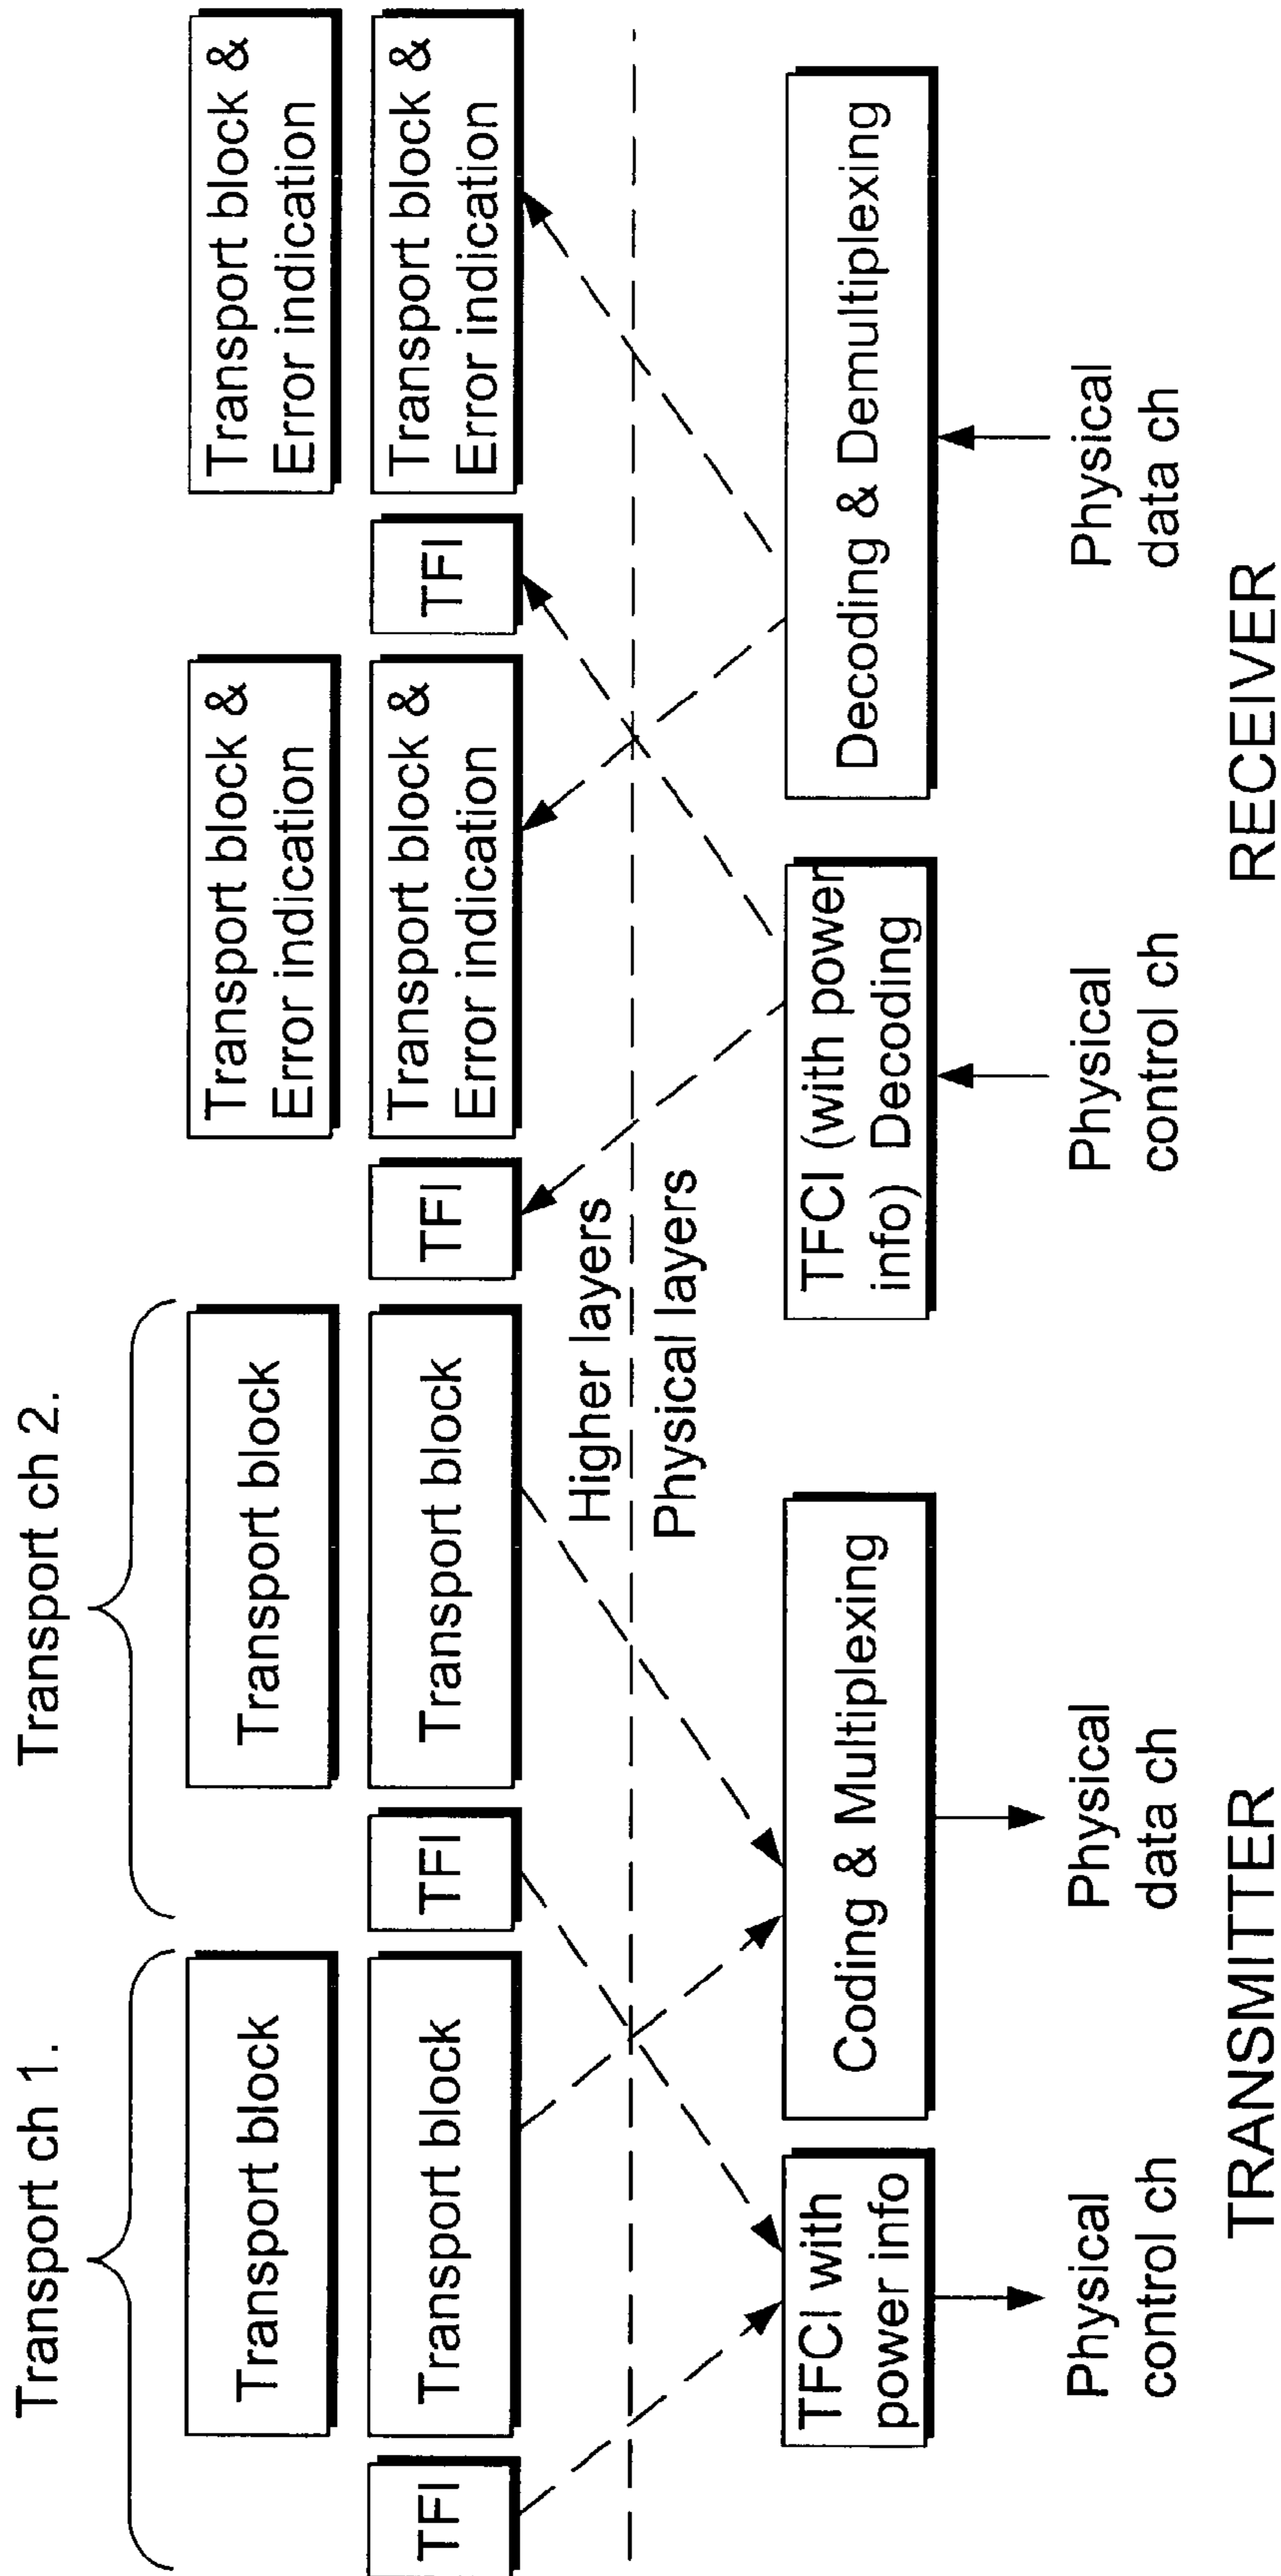 Transport ch 1.
Transport ch 2.
Transport block
Transport block
Transport block &
Error indication
Transport block &
Error indication
TFI
Transport block
TFI
Transport block
TFI
Transport block &
Error indication
TFI
Transport block &
Error indication
Higher layers
Physical layers
TFCI with
power info
Coding & Multiplexing
TFCI (with power
info) Decoding
Decoding & Demultiplexing
Physical
control ch
Physical
data ch
Physical
control ch
Physical
data ch
TRANSMITTER
RECEIVER